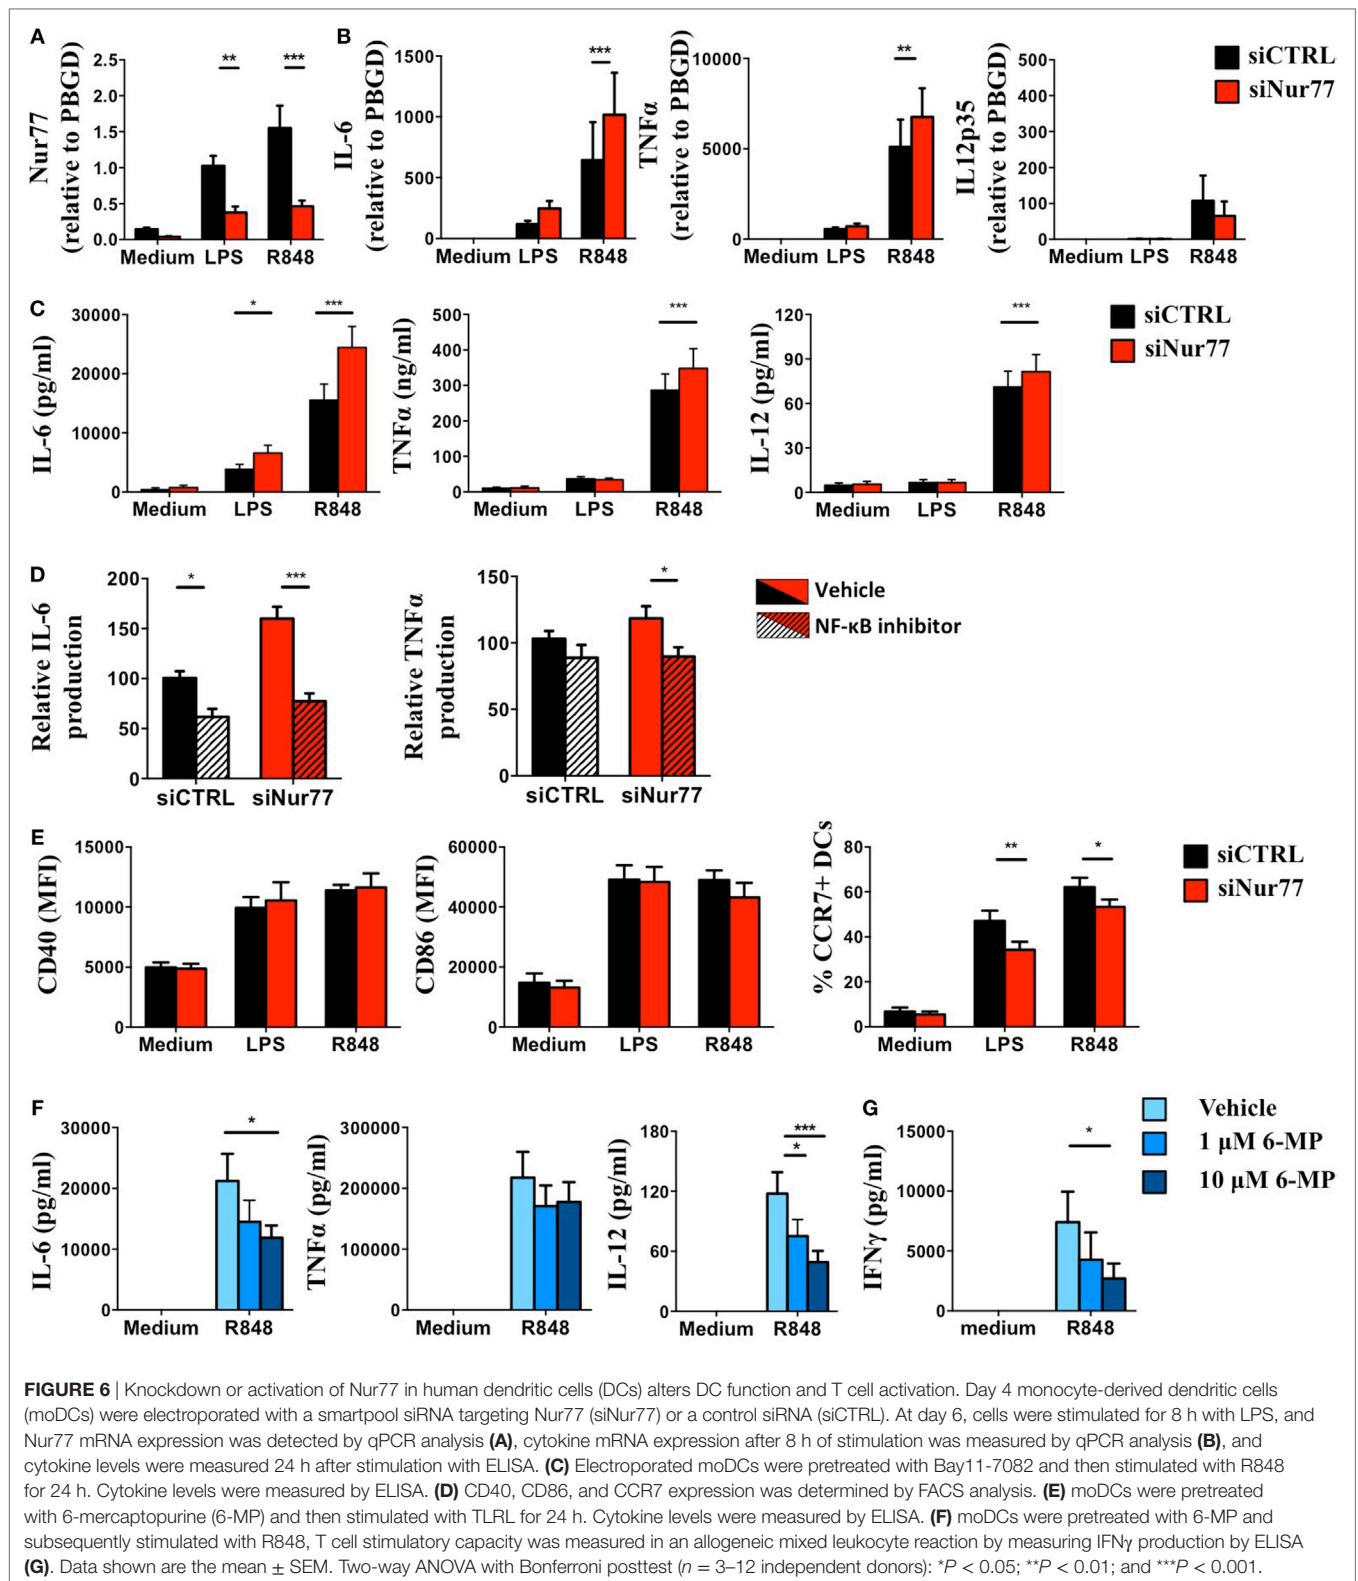 A
Nur77
(relative to PBGD)
2.5
2.0
1.5
1.0
0.5
0.0
** ***
Medium LPS R848
B
IL-6
(relative to PBGD)
1500
1000
500
0
***
Medium LPS R848
TNFα
(relative to PBGD)
10000
5000
0
**
Medium LPS R848
IL12p35
(relative to PBGD)
500
400
300
200
100
0
Medium LPS R848
siCTRL
siNur77
C
IL-6 (pg/ml)
30000
20000
10000
0
* ***
Medium LPS R848
TNFα (ng/ml)
500
400
300
200
100
0
***
Medium LPS R848
IL-12 (pg/ml)
120
90
60
30
0
***
Medium LPS R848
siCTRL
siNur77
D
Relative IL-6
production
200
150
100
50
0
* ***
siCTRL siNur77
Relative TNFα
production
150
100
50
0
*
siCTRL siNur77
Vehicle
NF-κB inhibitor
E
CD40 (MFI)
15000
10000
5000
0
Medium LPS R848
CD86 (MFI)
60000
40000
20000
0
Medium LPS R848
% CCR7+ DCs
80
60
40
20
0
** *
Medium LPS R848
siCTRL
siNur77
F
IL-6 (pg/ml)
30000
20000
10000
0
*
Medium R848
TNFα (pg/ml)
300000
200000
100000
0
Medium R848
IL-12 (pg/ml)
180
120
60
0
***
*
Medium R848
G
IFNγ (pg/ml)
15000
10000
5000
0
*
medium R848
Vehicle
1 µM 6-MP
10 µM 6-MP
FIGURE 6 | Knockdown or activation of Nur77 in human dendritic cells (DCs) alters DC function and T cell activation. Day 4 monocyte-derived dendritic cells
(moDCs) were electroporated with a smartpool siRNA targeting Nur77 (siNur77) or a control siRNA (siCTRL). At day 6, cells were stimulated for 8 h with LPS, and
Nur77 mRNA expression was detected by qPCR analysis (A), cytokine mRNA expression after 8 h of stimulation was measured by qPCR analysis (B), and
cytokine levels were measured 24 h after stimulation with ELISA. (C) Electroporated moDCs were pretreated with Bay11-7082 and then stimulated with R848
for 24 h. Cytokine levels were measured by ELISA. (D) CD40, CD86, and CCR7 expression was determined by FACS analysis. (E) moDCs were pretreated
with 6-mercaptopurine (6-MP) and then stimulated with TLRL for 24 h. Cytokine levels were measured by ELISA. (F) moDCs were pretreated with 6-MP and
subsequently stimulated with R848, T cell stimulatory capacity was measured in an allogeneic mixed leukocyte reaction by measuring IFNγ production by ELISA
(G). Data shown are the mean ± SEM. Two-way ANOVA with Bonferroni posttest (n = 3–12 independent donors): *P < 0.05; **P < 0.01; and ***P < 0.001.